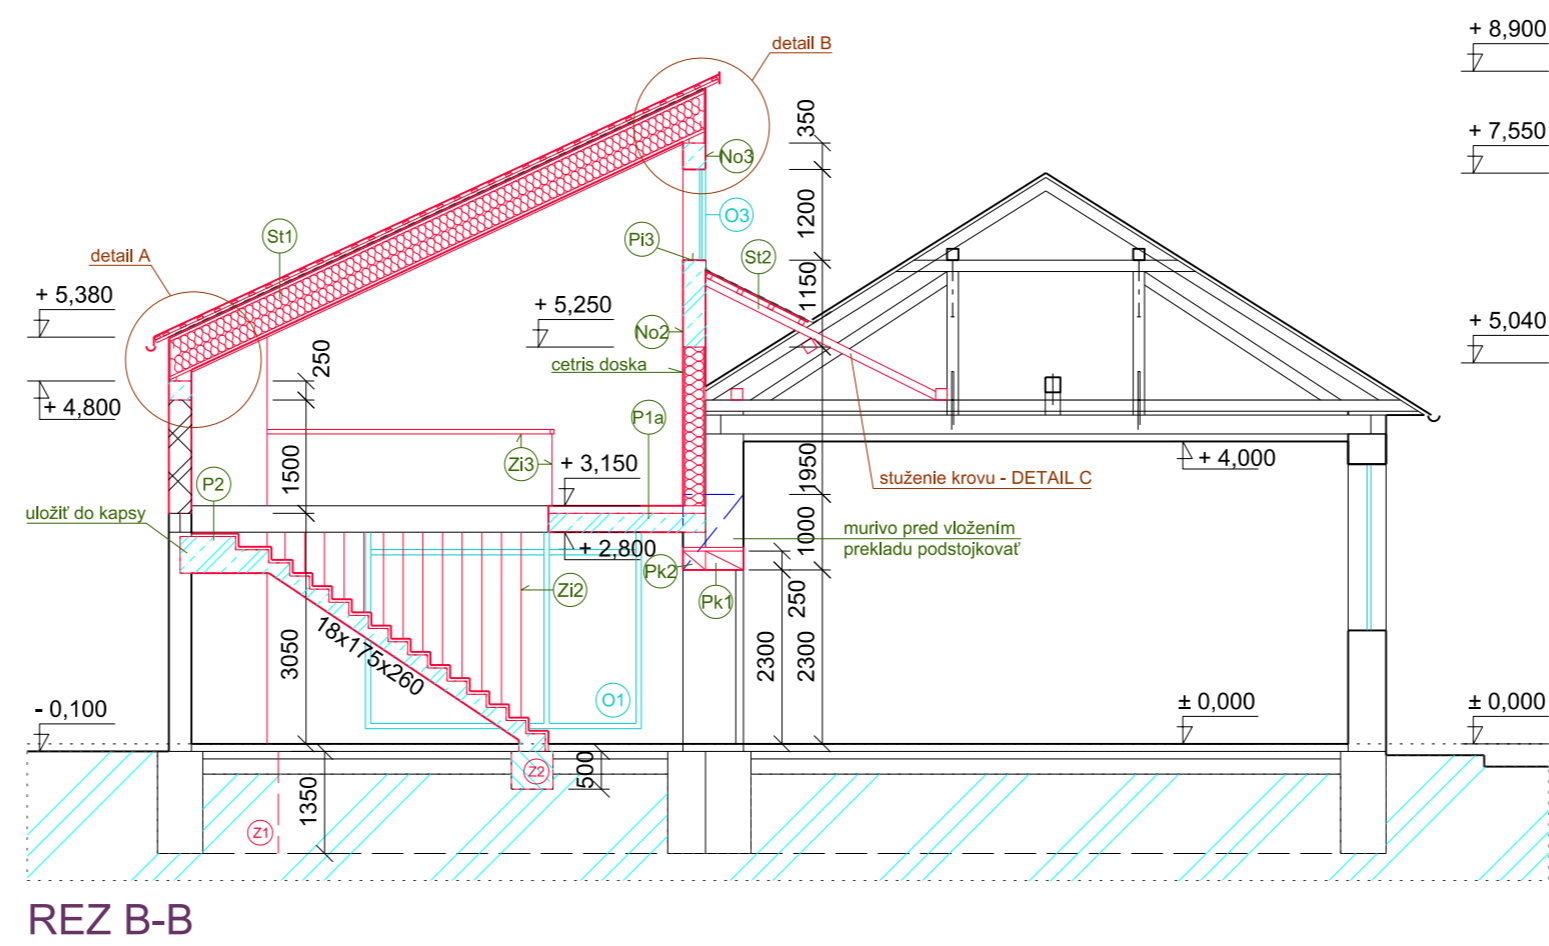 detail B
+ 8,900
350
+ 7,550
No3
O3
1200
St1
Pi3
St2
detail A
1150
+ 5,380
+ 5,250
+ 5,040
No2
250
cetris doska
+ 4,800
P1a
1950
+ 4,000
Zi3
+ 3,150
1500
P2
stuženie krovu - DETAIL C
uložiť do kapsy
murivo pred vložením
prekladu podstojkovať
1000
+ 2,800
Pk2
Pk1
Zi2
250
18x175x260
3050
2300
2300
O1
- 0,100
± 0,000
± 0,000
Z2
500
1350
Z1
REZ B-B